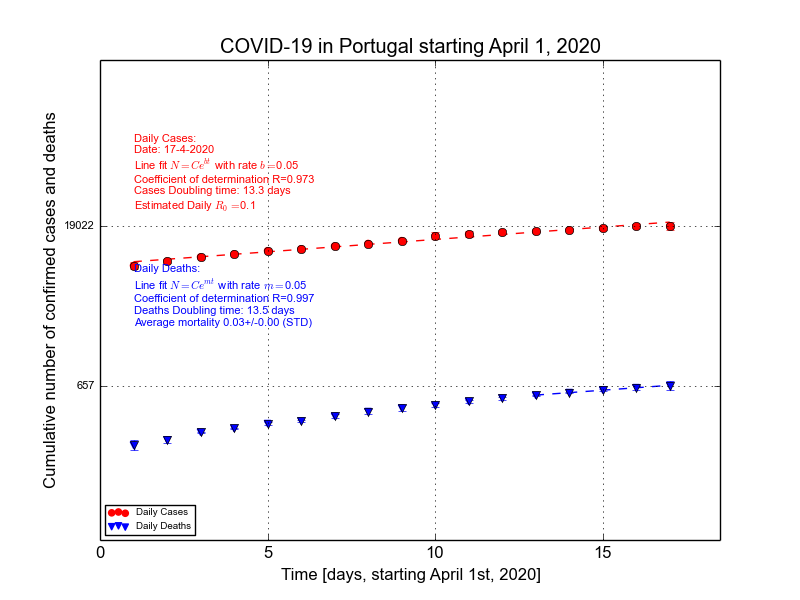 COVID-19 in Portugal starting April 1, 2020
Cumulative number of confirmed cases and deaths
19022
657
Daily Cases:
Date: 17-4-2020
Line fit N=Ce^{bt} with rate b=0.05
Coefficient of determination R=0.973
Cases Doubling time: 13.3 days
Estimated Daily R_0=0.1
Daily Deaths:
Line fit N=Ce^{mt} with rate m=0.05
Coefficient of determination R=0.997
Deaths Doubling time: 13.5 days
Average mortality 0.03+/-0.00 (STD)
Daily Cases
Daily Deaths
0 5 10 15
Time [days, starting April 1st, 2020]